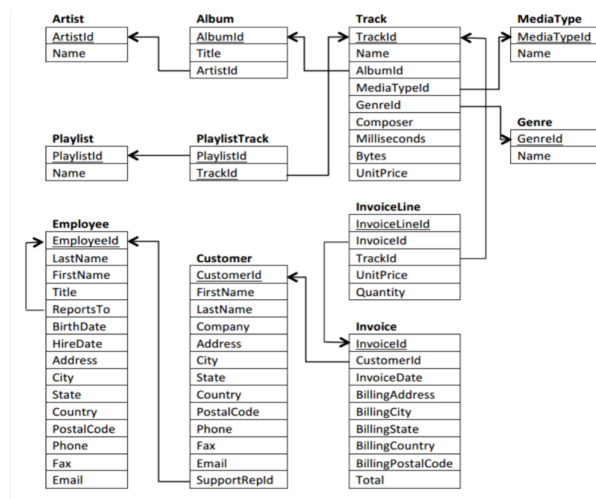 Artist
ArtistId
Name
Album
AlbumId
Title
ArtistId
Track
TrackId
Name
AlbumId
MediaTypeId
GenreId
Composer
Milliseconds
Bytes
UnitPrice
MediaType
MediaTypeId
Name
Genre
GenreId
Name
Playlist
PlaylistId
Name
PlaylistTrack
PlaylistId
TrackId
Employee
EmployeeId
LastName
FirstName
Title
ReportsTo
BirthDate
HireDate
Address
City
State
Country
PostalCode
Phone
Fax
Email
Customer
CustomerId
FirstName
LastName
Company
Address
City
State
Country
PostalCode
Phone
Fax
Email
SupportRepId
InvoiceLine
InvoiceLineId
InvoiceId
TrackId
UnitPrice
Quantity
Invoice
InvoiceId
CustomerId
InvoiceDate
BillingAddress
BillingCity
BillingState
BillingCountry
BillingPostalCode
Total